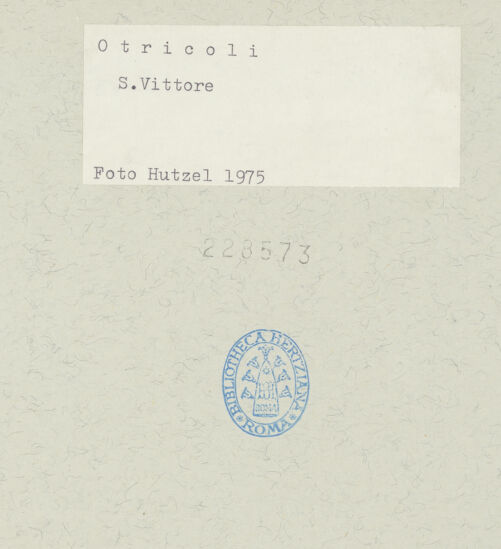 O t r i c o l i
S.Vittore
Foto Hutzel 1975
223573
BIBLIOTHECA HERTZIANA
ROMA